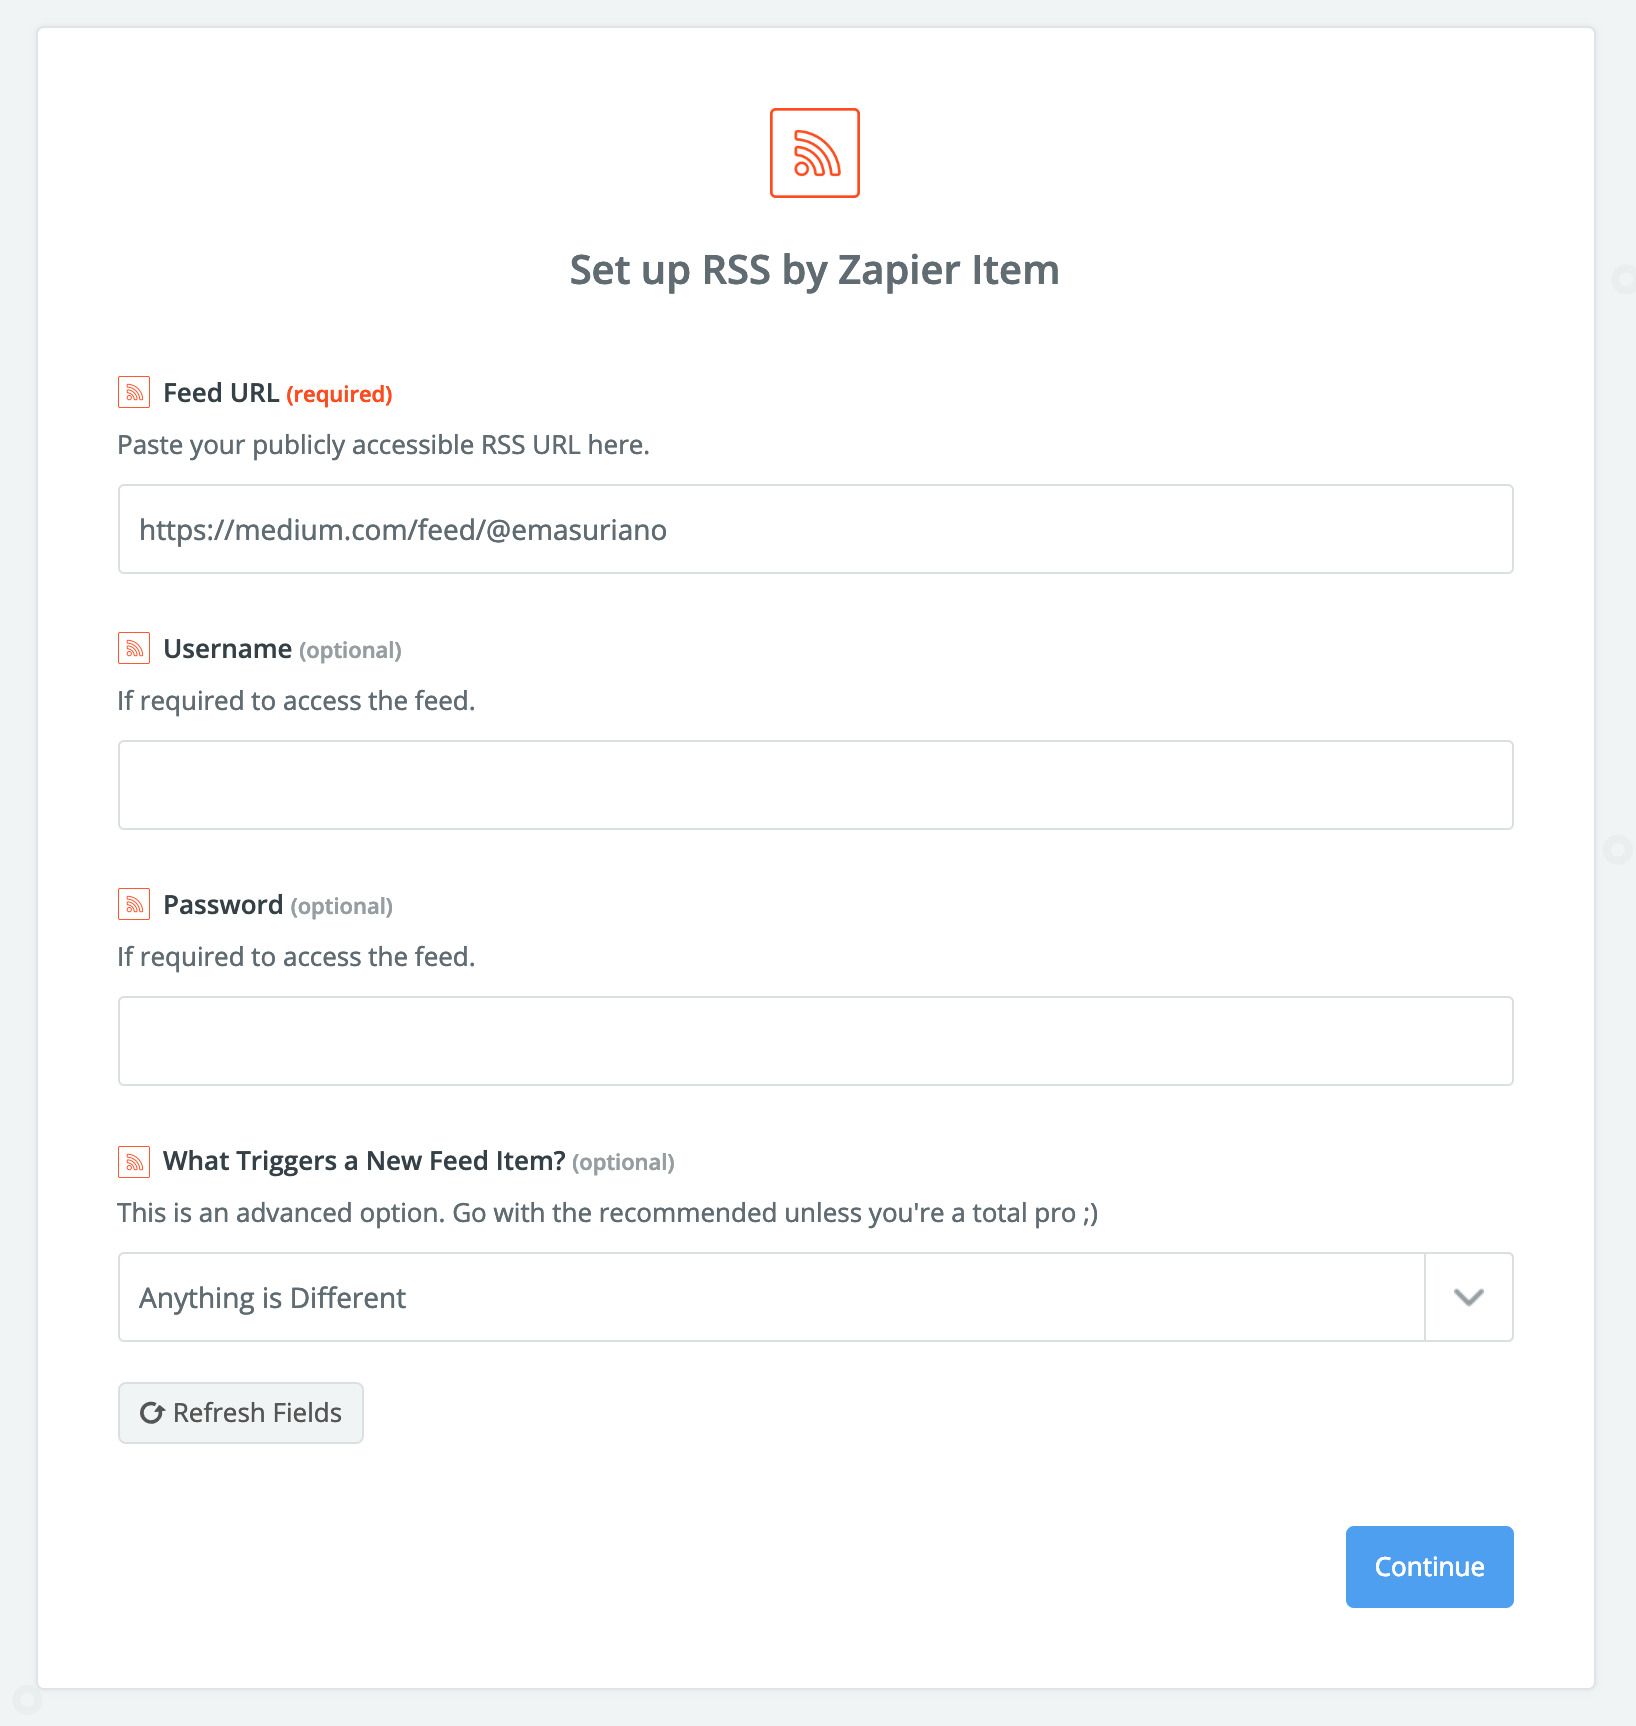 Set up RSS by Zapier Item
Feed URL (required)
Paste your publicly accessible RSS URL here.
https://medium.com/feed/@emasuriano
Username (optional)
If required to access the feed.
Password (optional)
If required to access the feed.
What Triggers a New Feed Item? (optional)
This is an advanced option. Go with the recommended unless you're a total pro ;)
Anything is Different
Refresh Fields
Continue